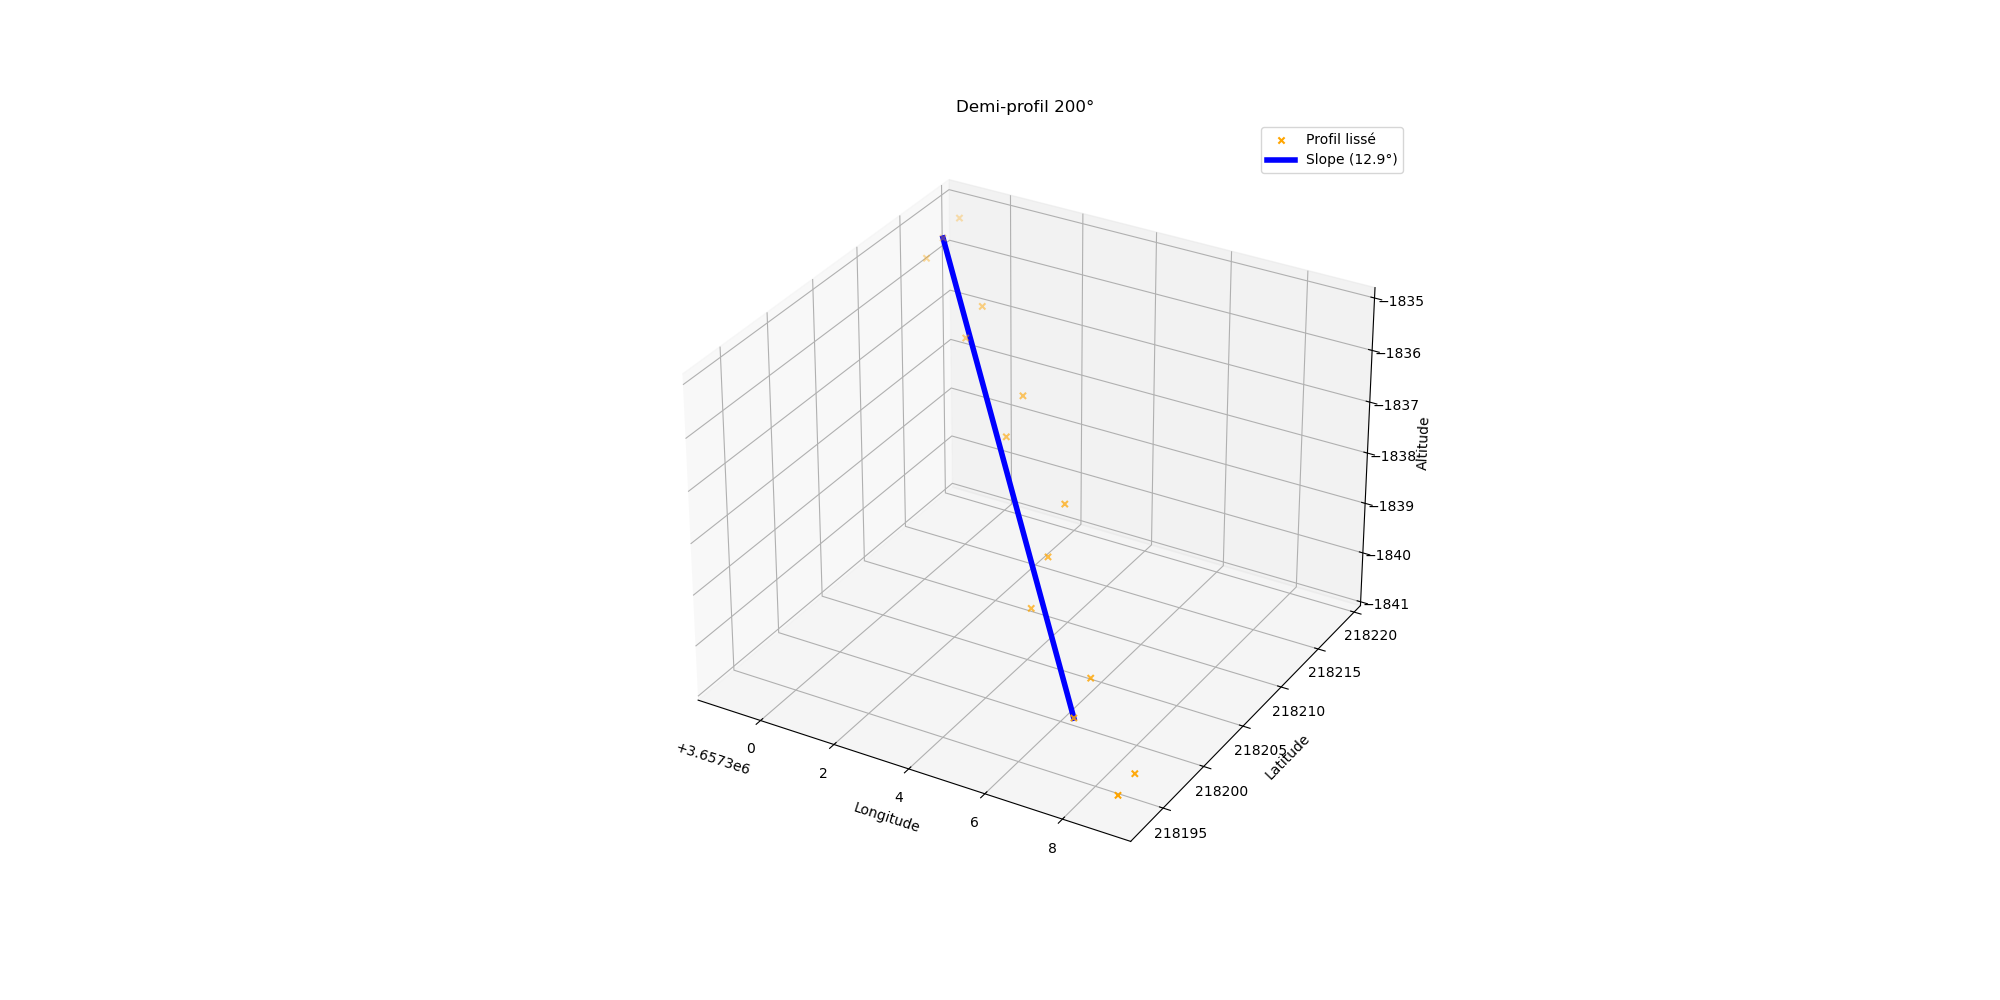 Demi-profil 200°
Profil lissé
Slope (12.9°)
−1835
−1836
−1837
−1838
−1839
−1840
−1841
Altitude
218220
218215
218210
218205
218200
218195
Latitude
0
2
4
6
8
+3.6573e6
Longitude